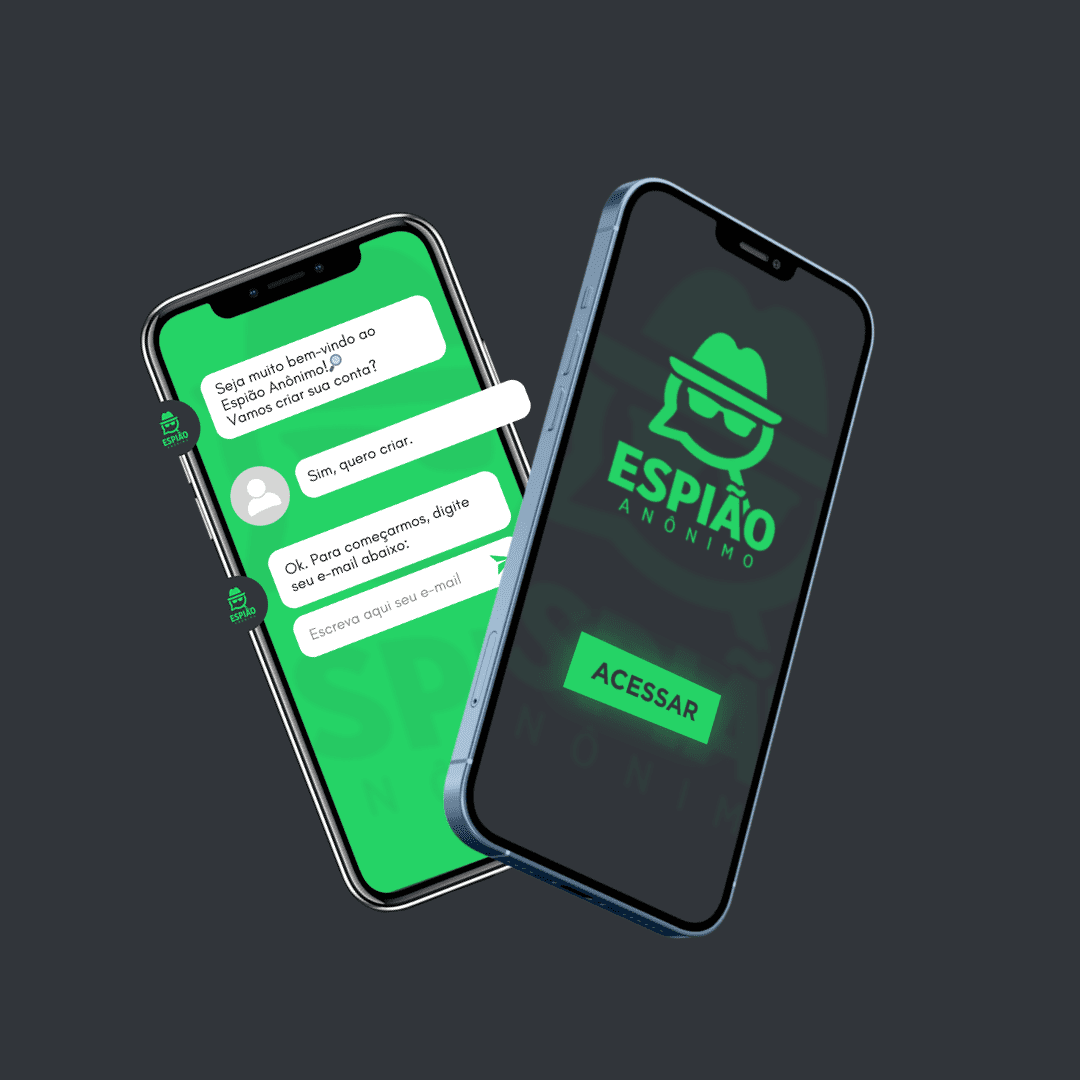 Seja muito bem-vindo ao
Espião Anônimo!🔎
Vamos criar sua conta?
ESPIÃO
ANÔNIMO
Sim, quero criar.
Ok. Para começarmos, digite
seu e-mail abaixo:
ESPIÃO
ANÔNIMO
Escreva aqui seu e-mail
ESPIÃO
ANÔNIMO
ACESSAR